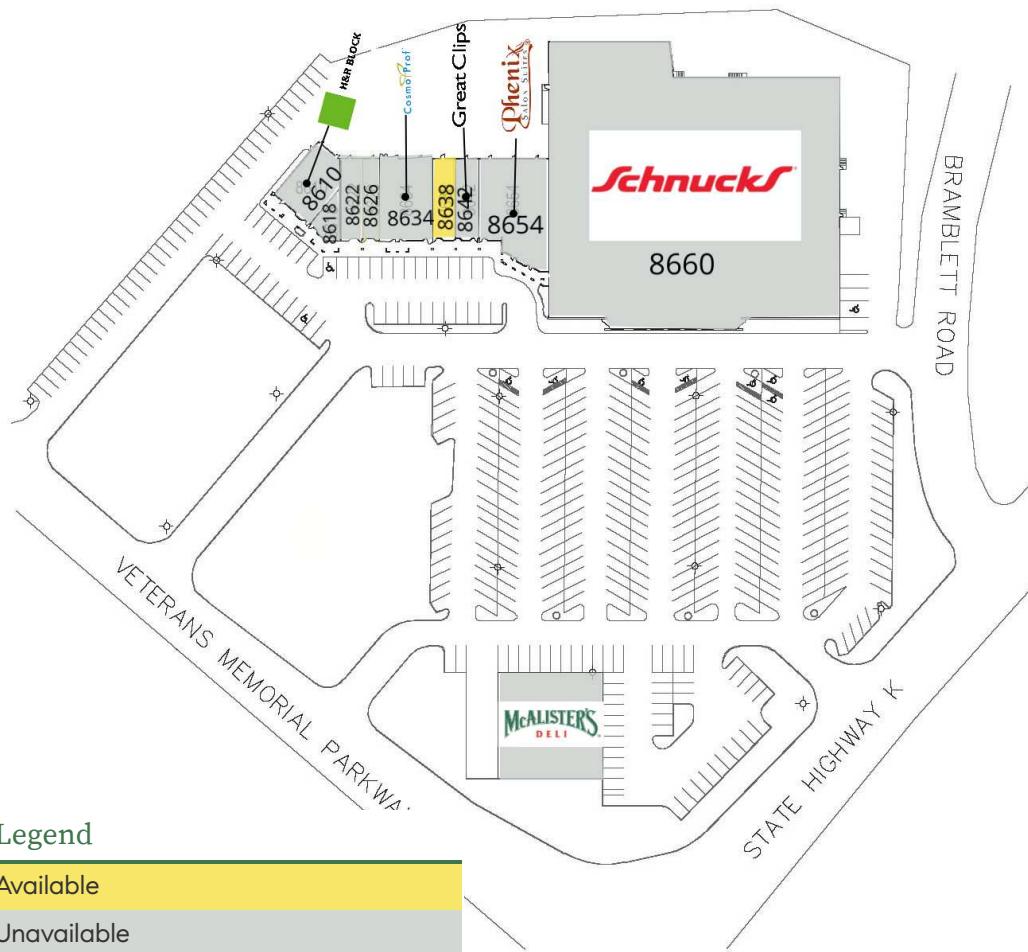 H&R BLOCK
CosmoProf
Great Clips
Phenix
SALON SUITES
Schnucks
8610
8618
8622
8626
8634
8638
8642
8654
8660
BRAMBLETT ROAD
VETERANS MEMORIAL PARKWA
McALISTER'S
DELI
STATE HIGHWAY K
Legend
Available
Unavailable